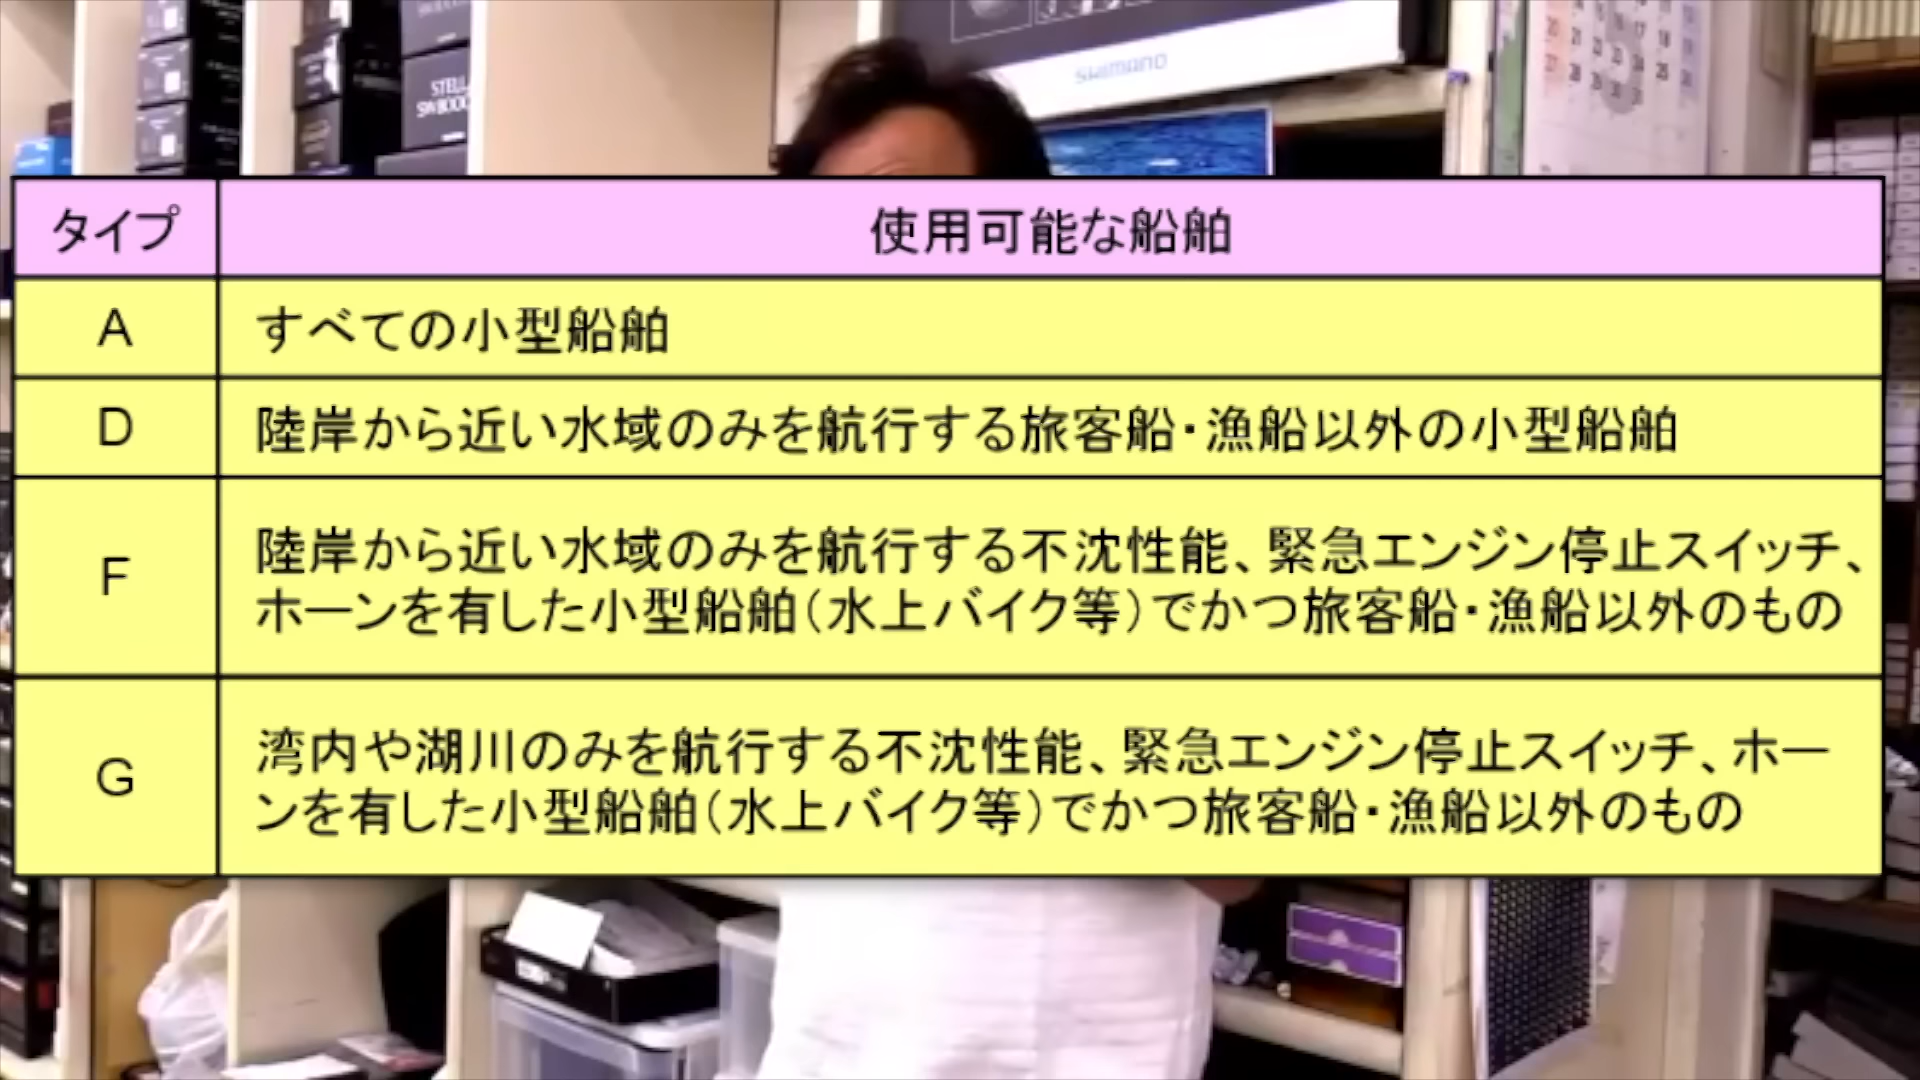 STELL
SW8000
SHIMANO
タイプ
使用可能な船舶
A
すべての小型船舶
D
陸岸から近い水域のみを航行する旅客船・漁船以外の小型船舶
F
陸岸から近い水域のみを航行する不沈性能、緊急エンジン停止スイッチ、
ホーンを有した小型船舶（水上バイク等）でかつ旅客船・漁船以外のもの
G
湾内や湖川のみを航行する不沈性能、緊急エンジン停止スイッチ、ホー
ンを有した小型船舶（水上バイク等）でかつ旅客船・漁船以外のもの